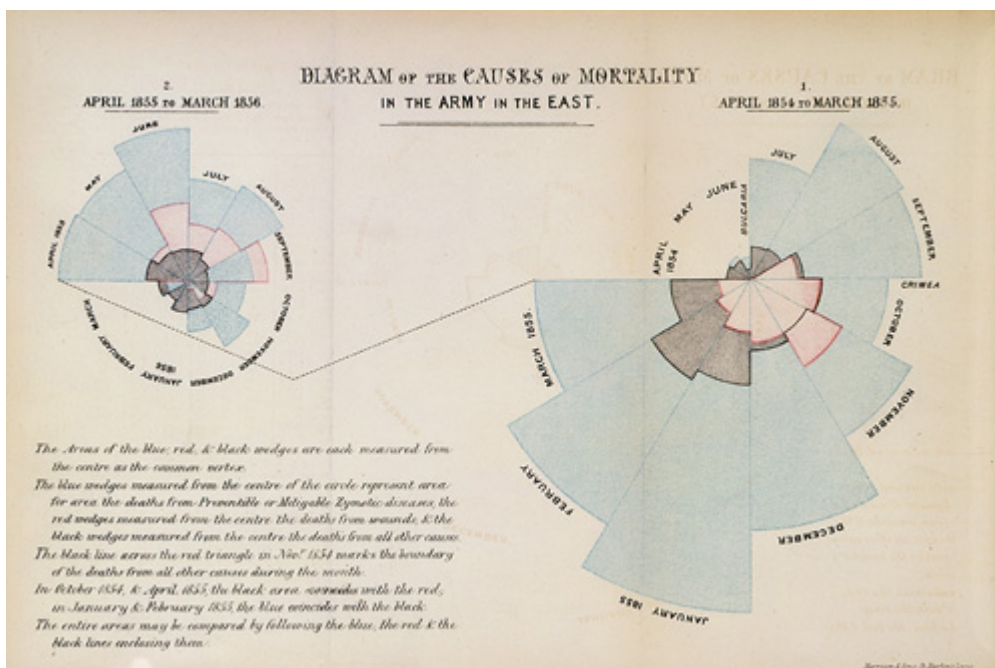 DIAGRAM OF THE CAUSES OF MORTALITY
IN THE ARMY IN THE EAST.
2.
APRIL 1855 TO MARCH 1856.
1.
APRIL 1854 TO MARCH 1855.
APRIL 1855
MAY
JUNE
JULY
AUGUST
SEPTEMBER
OCTOBER
NOVEMBER
DECEMBER
JANUARY 1856
FEBRUARY
MARCH
APRIL 1854
MAY
JUNE
BULGARIA
JULY
AUGUST
SEPTEMBER
CRIMEA
OCTOBER
NOVEMBER
DECEMBER
JANUARY 1855
FEBRUARY
MARCH 1855.
The Areas of the blue, red, & black wedges are each measured from
the centre as the common vertex.
The blue wedges measured from the centre of the circle represent area
for area the deaths from Preventible or Mitigable Zymotic diseases, the
red wedges measured from the centre the deaths from wounds, & the
black wedges measured from the centre the deaths from all other causes.
The black line across the red triangle in Novr. 1854 marks the boundary
of the deaths from all other causes during the month.
In October 1854, & April 1855, the black area coincides with the red,
in January & February 1855, the blue coincides with the black.
The entire areas may be compared by following the blue, the red & the
black lines enclosing them.